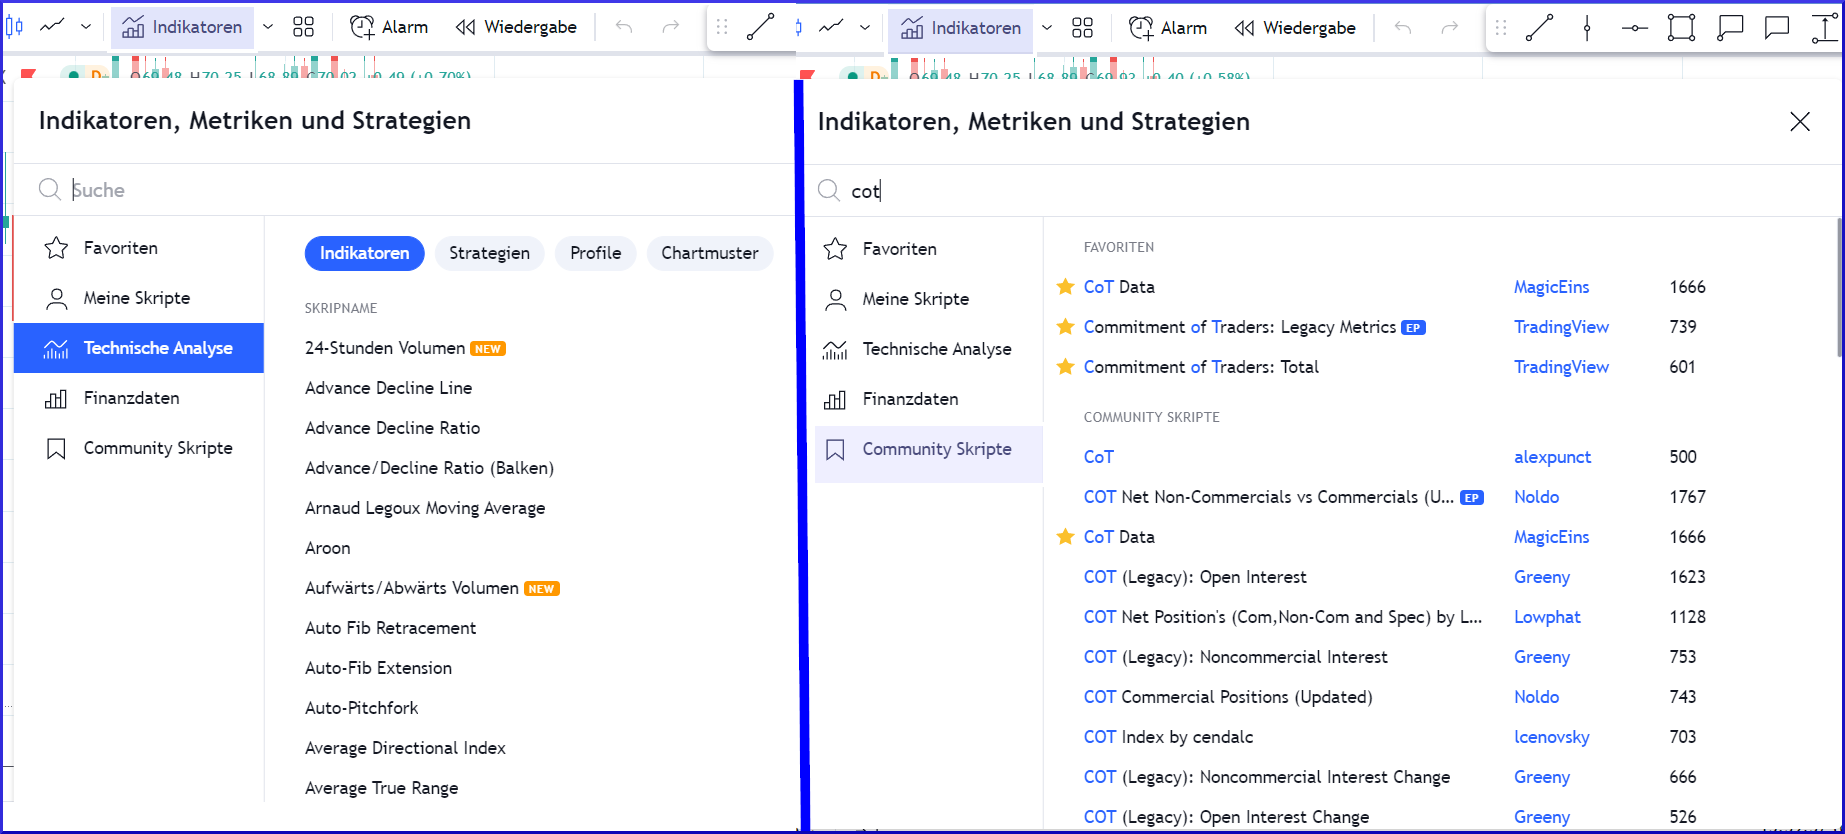 Indikatoren Alarm Wiedergabe
Indikatoren, Metriken und Strategien
Suche
Favoriten
Meine Skripte
Technische Analyse
Finanzdaten
Community Skripte
Indikatoren Strategien Profile Chartmuster
SKRIPNAME
24-Stunden Volumen NEW
Advance Decline Line
Advance Decline Ratio
Advance/Decline Ratio (Balken)
Arnaud Legoux Moving Average
Aroon
Aufwärts/Abwärts Volumen NEW
Auto Fib Retracement
Auto-Fib Extension
Auto-Pitchfork
Average Directional Index
Average True Range
Indikatoren Alarm Wiedergabe
Indikatoren, Metriken und Strategien
cot
Favoriten
Meine Skripte
Technische Analyse
Finanzdaten
Community Skripte
FAVORITEN
CoT Data MagicEins 1666
Commitment of Traders: Legacy Metrics EP TradingView 739
Commitment of Traders: Total TradingView 601
COMMUNITY SKRIPTE
CoT alexpunct 500
COT Net Non-Commercials vs Commercials (U... EP Noldo 1767
CoT Data MagicEins 1666
COT (Legacy): Open Interest Greeny 1623
COT Net Position's (Com,Non-Com and Spec) by L... Lowphat 1128
COT (Legacy): Noncommercial Interest Greeny 753
COT Commercial Positions (Updated) Noldo 743
COT Index by cendalc lcenovsky 703
COT (Legacy): Noncommercial Interest Change Greeny 666
COT (Legacy): Open Interest Change Greeny 526